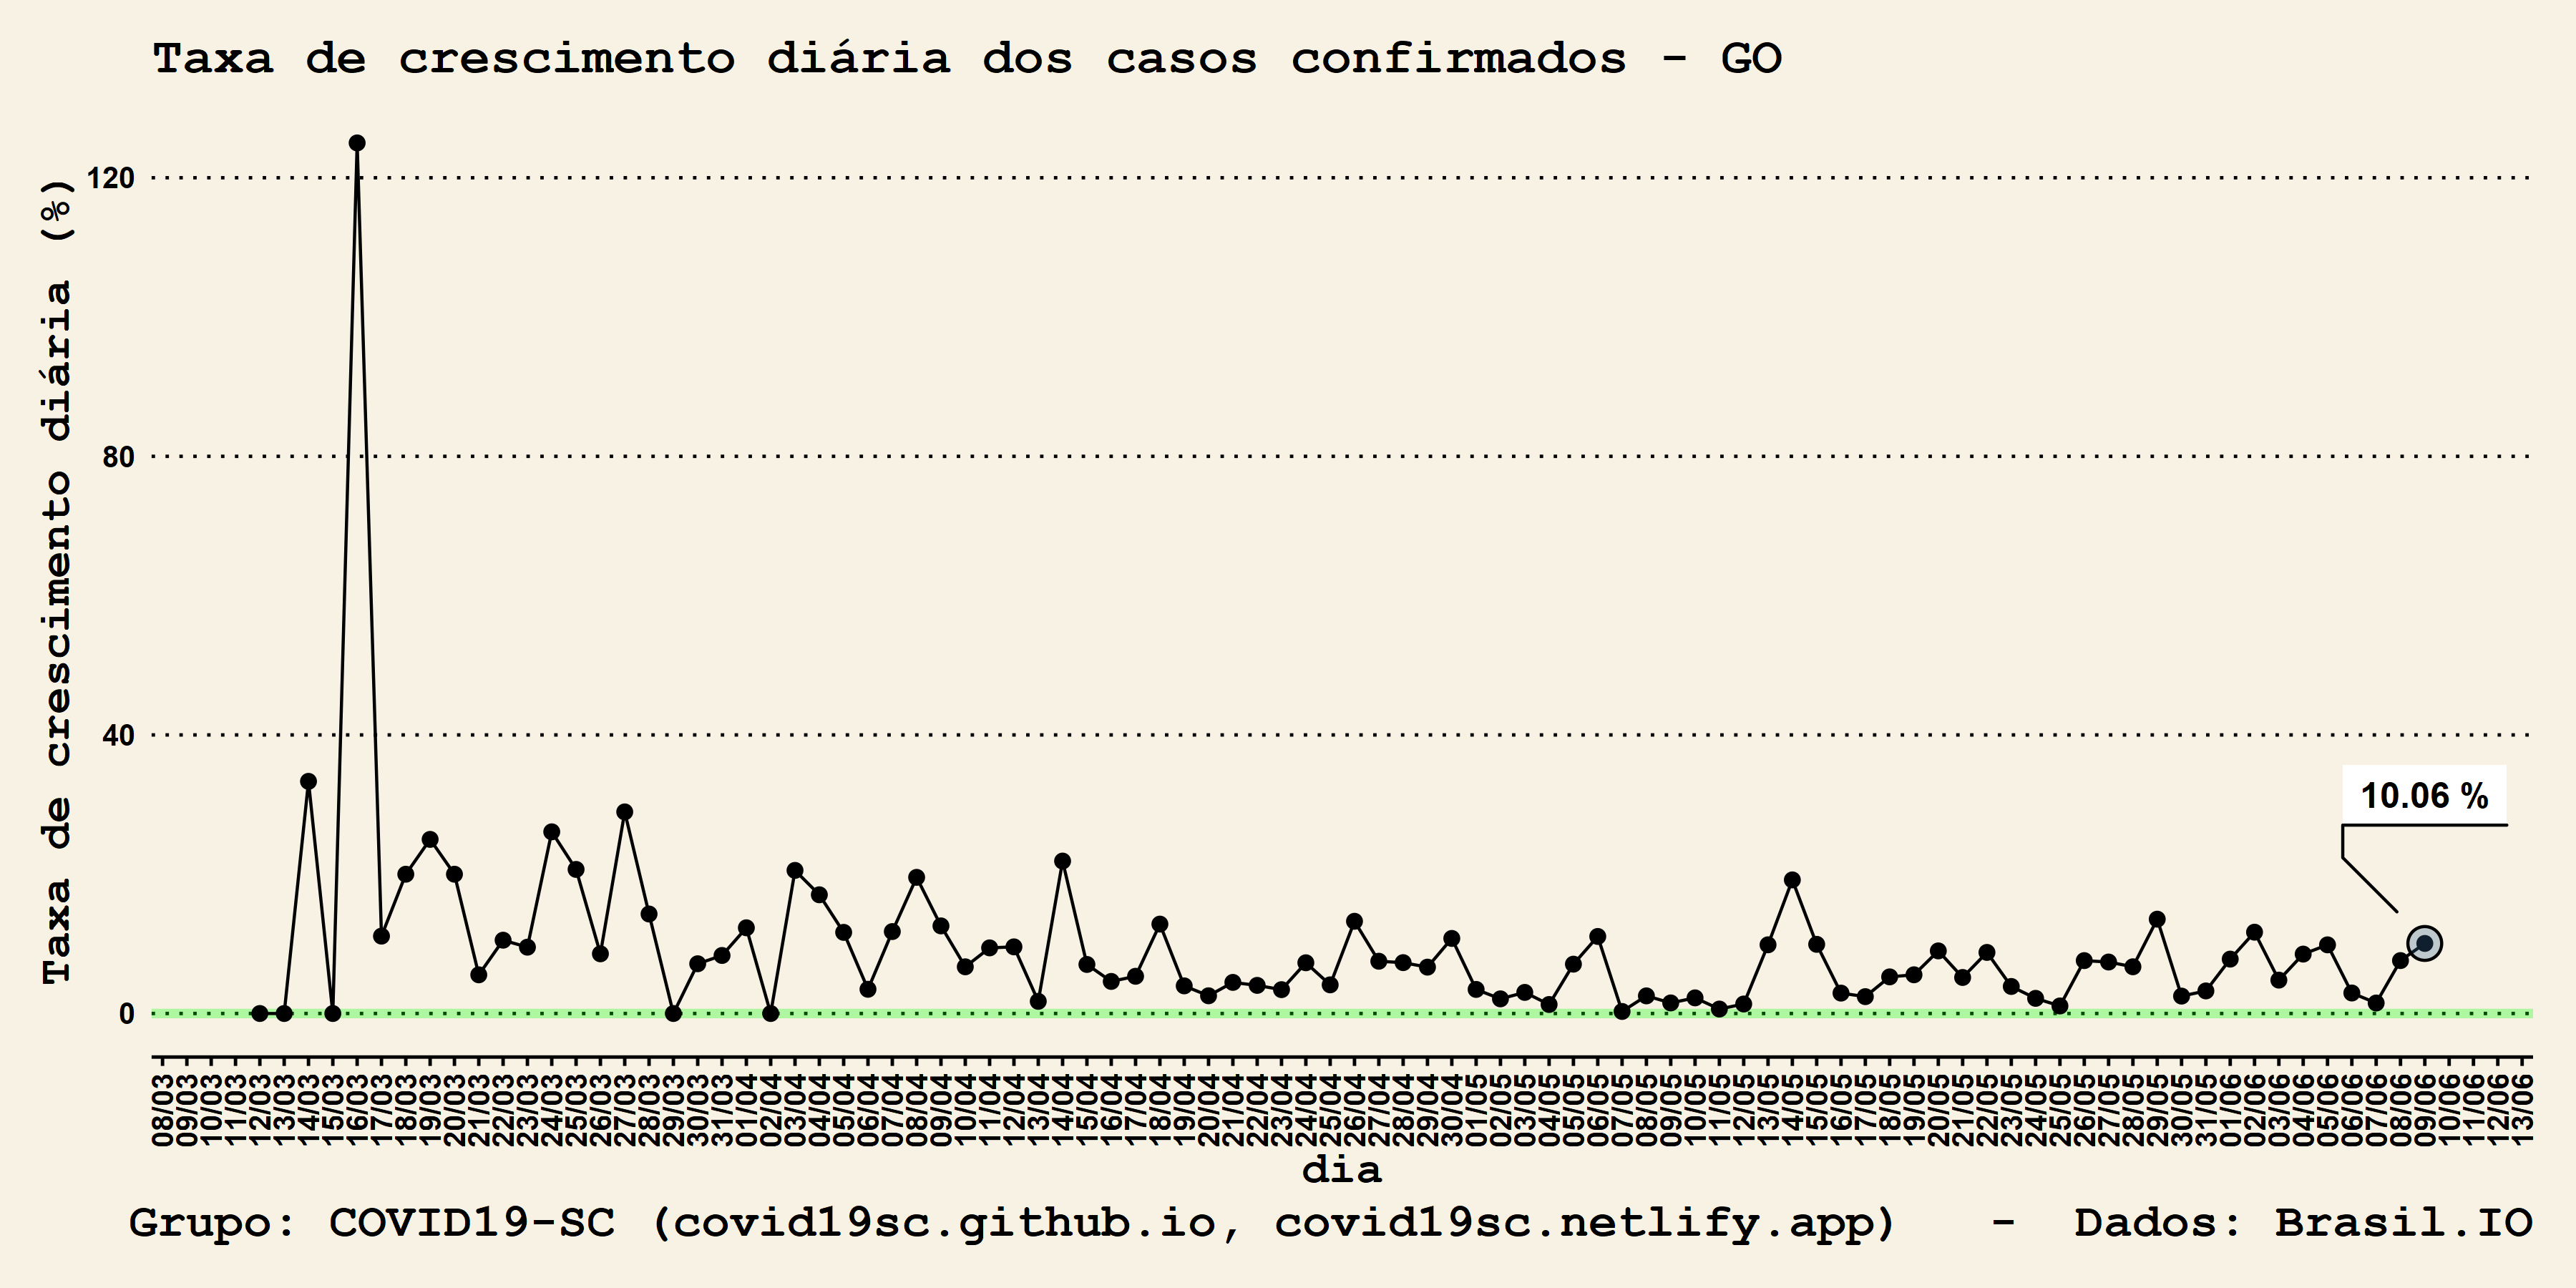 Taxa de crescimento diária dos casos confirmados - GO
Taxa de crescimento diária (%)
120
80
40
0
10.06 %
08/03 09/03 10/03 11/03 12/03 13/03 14/03 15/03 16/03 17/03 18/03 19/03 20/03 21/03 22/03 23/03 24/03 25/03 26/03 27/03 28/03 29/03 30/03 31/03 01/04 02/04 03/04 04/04 05/04 06/04 07/04 08/04 09/04 10/04 11/04 12/04 13/04 14/04 15/04 16/04 17/04 18/04 19/04 20/04 21/04 22/04 23/04 24/04 25/04 26/04 27/04 28/04 29/04 30/04 01/05 02/05 03/05 04/05 05/05 06/05 07/05 08/05 09/05 10/05 11/05 12/05 13/05 14/05 15/05 16/05 17/05 18/05 19/05 20/05 21/05 22/05 23/05 24/05 25/05 26/05 27/05 28/05 29/05 30/05 31/05 01/06 02/06 03/06 04/06 05/06 06/06 07/06 08/06 09/06 10/06 11/06 12/06 13/06
dia
Grupo: COVID19-SC (covid19sc.github.io, covid19sc.netlify.app) - Dados: Brasil.IO